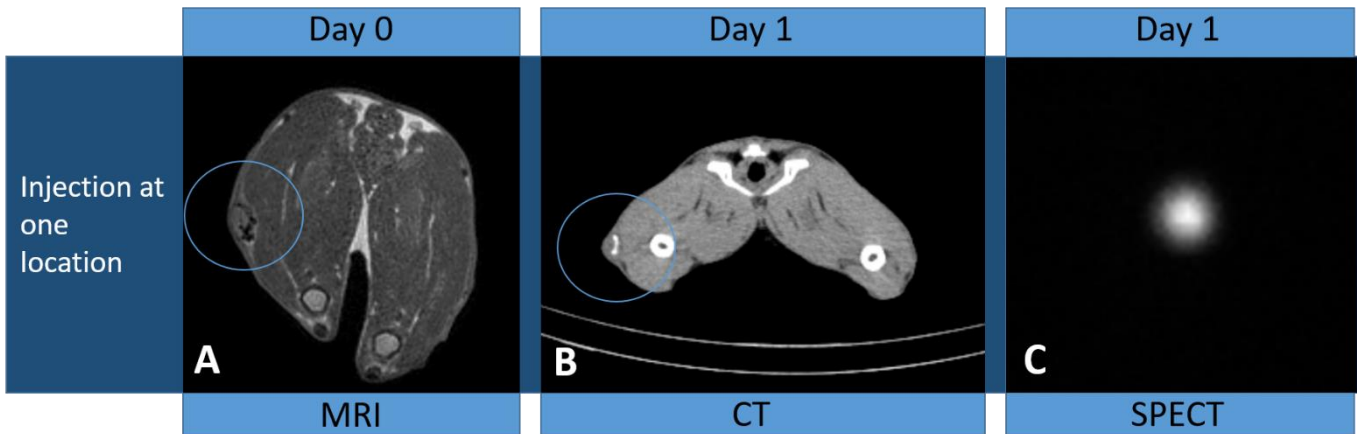 Day 0
Day 1
Day 1
Injection at
one
location
A
B
C
MRI
CT
SPECT